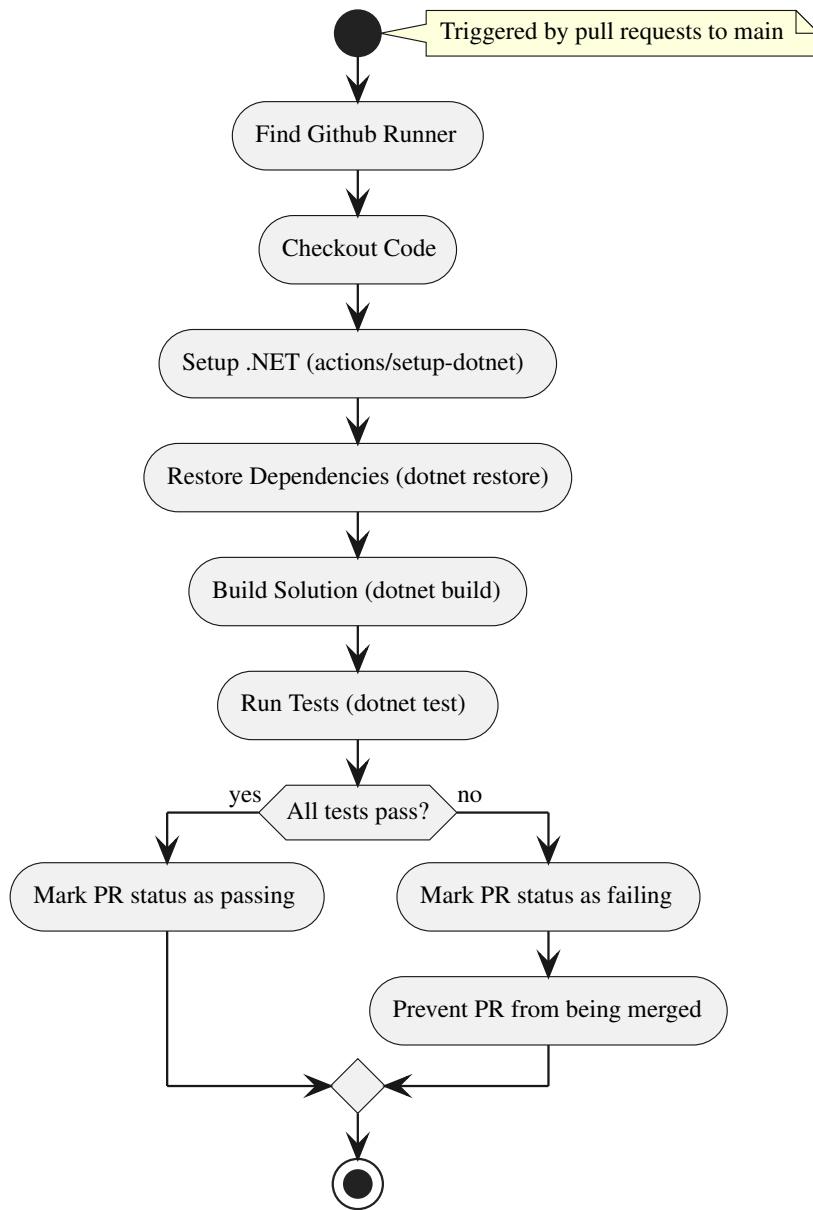 Triggered by pull requests to main
Find Github Runner
Checkout Code
Setup .NET (actions/setup-dotnet)
Restore Dependencies (dotnet restore)
Build Solution (dotnet build)
Run Tests (dotnet test)
yes
All tests pass?
no
Mark PR status as passing
Mark PR status as failing
Prevent PR from being merged